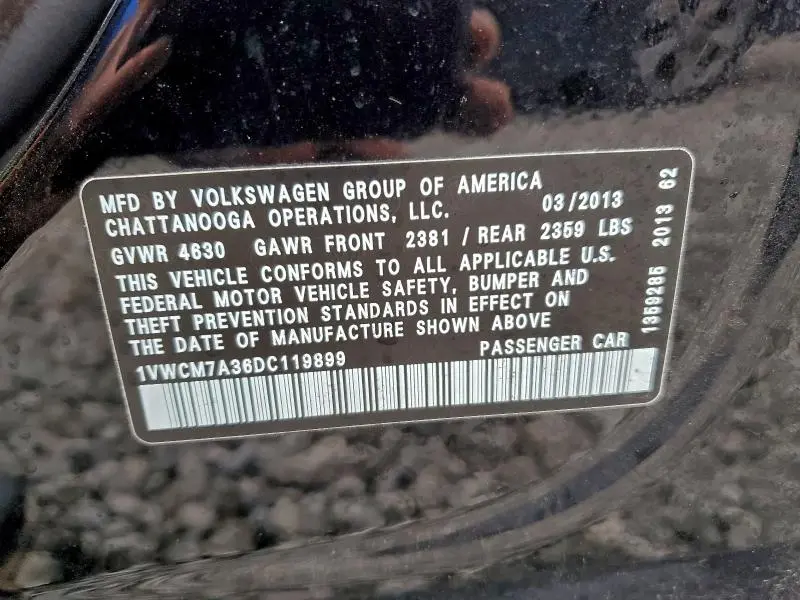 MFD BY VOLKSWAGEN GROUP OF AMERICA
CHATTANOOGA OPERATIONS, LLC. 03/2013
GVWR 4630 GAWR FRONT 2381 / REAR 2359 LBS
THIS VEHICLE CONFORMS TO ALL APPLICABLE U.S.
FEDERAL MOTOR VEHICLE SAFETY, BUMPER AND
THEFT PREVENTION STANDARDS IN EFFECT ON
THE DATE OF MANUFACTURE SHOWN ABOVE
1VWCM7A36DC119899 PASSENGER CAR
1359286 2013 62